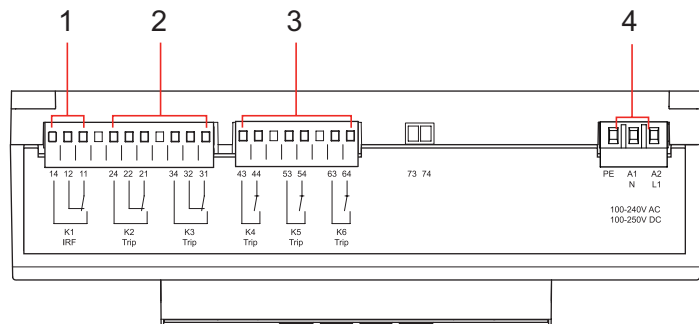 1 2 3 4
14 12 11 24 22 21 34 32 31 43 44 53 54 63 64 73 74 PE A1 A2
N L1
K1 K2 K3 K4 K5 K6
IRF Trip Trip Trip Trip Trip
100-240V AC
100-250V DC